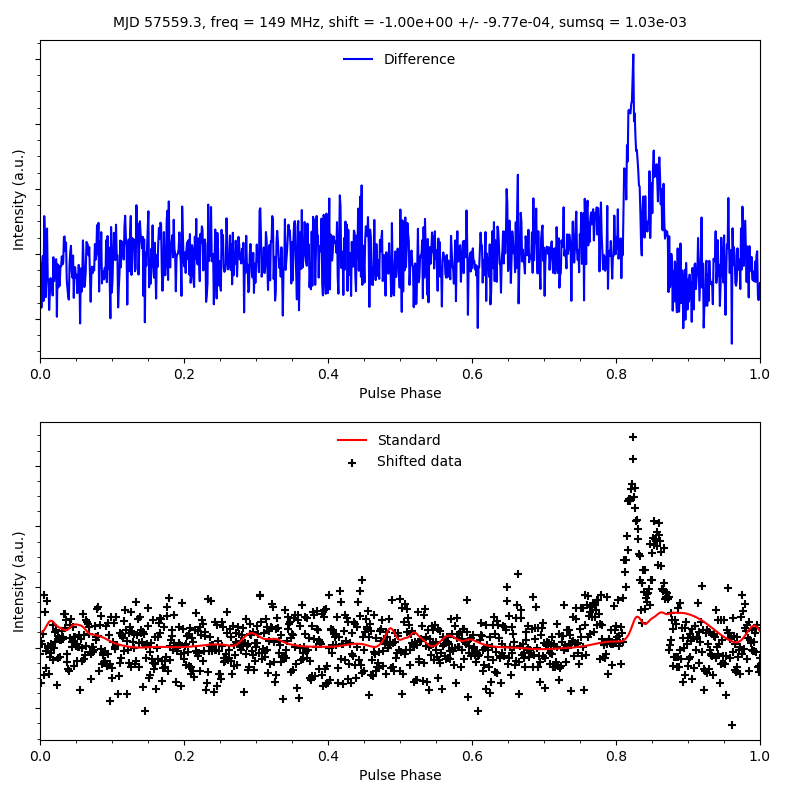 MJD 57559.3, freq = 149 MHz, shift = -1.00e+00 +/- -9.77e-04, sumsq = 1.03e-03
Difference
Intensity (a.u.)
0.0 0.2 0.4 0.6 0.8 1.0
Pulse Phase
Standard
Shifted data
Intensity (a.u.)
0.0 0.2 0.4 0.6 0.8 1.0
Pulse Phase